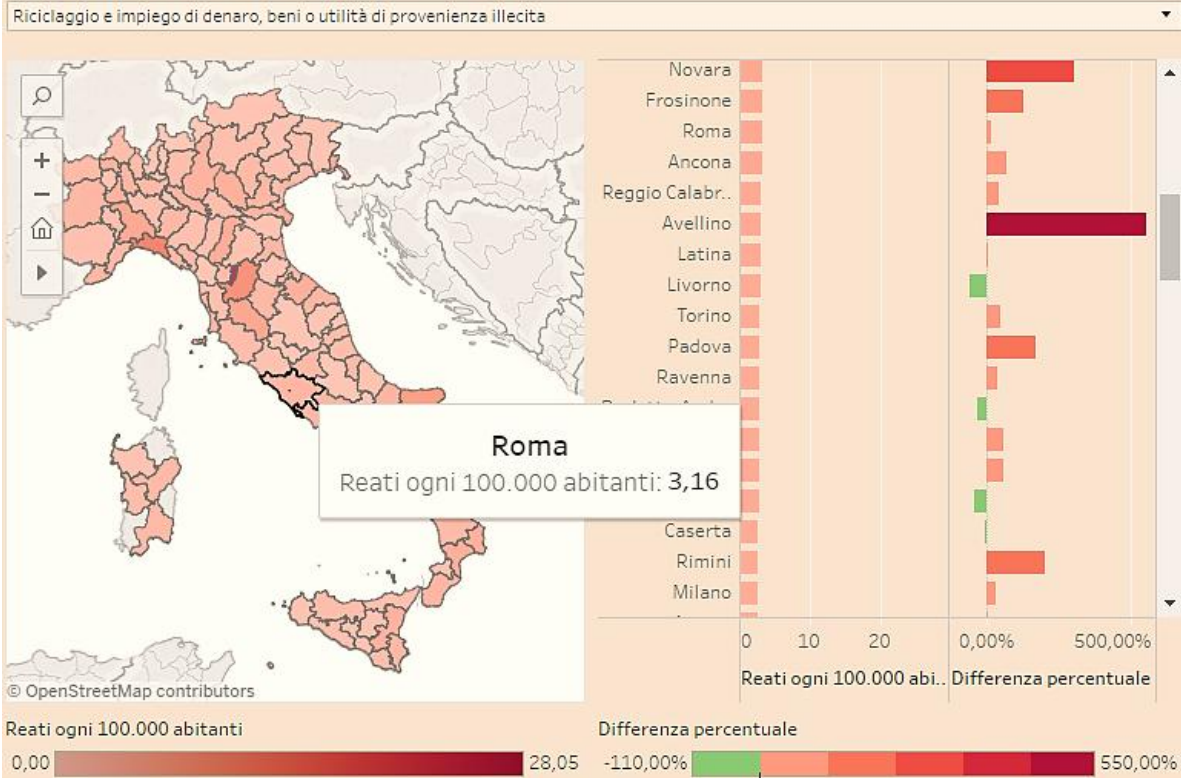 Riciclaggio e impiego di denaro, beni o utilità di provenienza illecita
Novara
Frosinone
Roma
Ancona
Reggio Calabr..
Avellino
Latina
Livorno
Torino
Padova
Ravenna
Roma
Reati ogni 100.000 abitanti: 3,16
Caserta
Rimini
Milano
0 10 20 0,00% 500,00%
Reati ogni 100.000 abi.. Differenza percentuale
© OpenStreetMap contributors
Reati ogni 100.000 abitanti
0,00 28,05
Differenza percentuale
-110,00% 550,00%